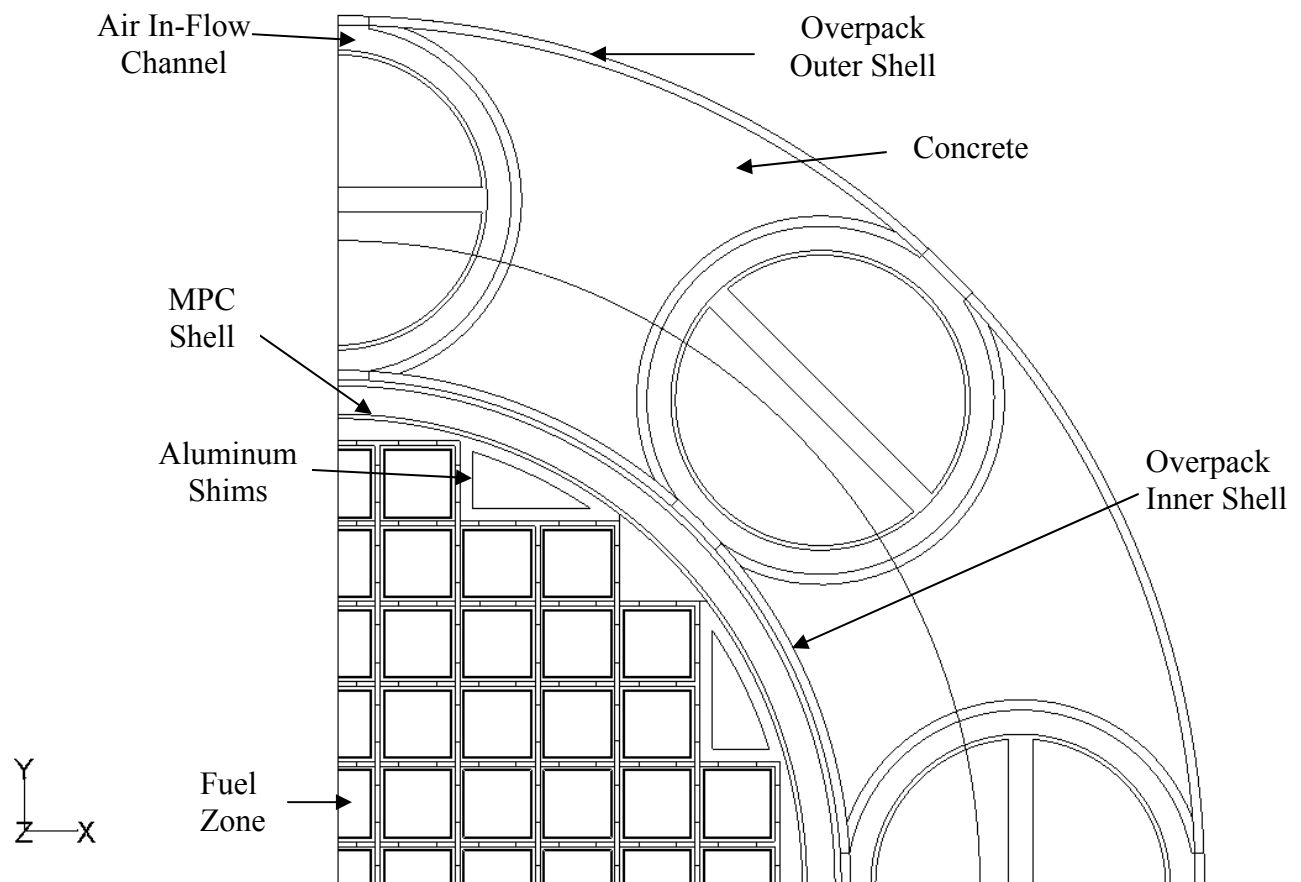 Air In-Flow
Channel
Overpack
Outer Shell
Concrete
MPC
Shell
Aluminum
Shims
Overpack
Inner Shell
Fuel
Zone
Y
Z
X